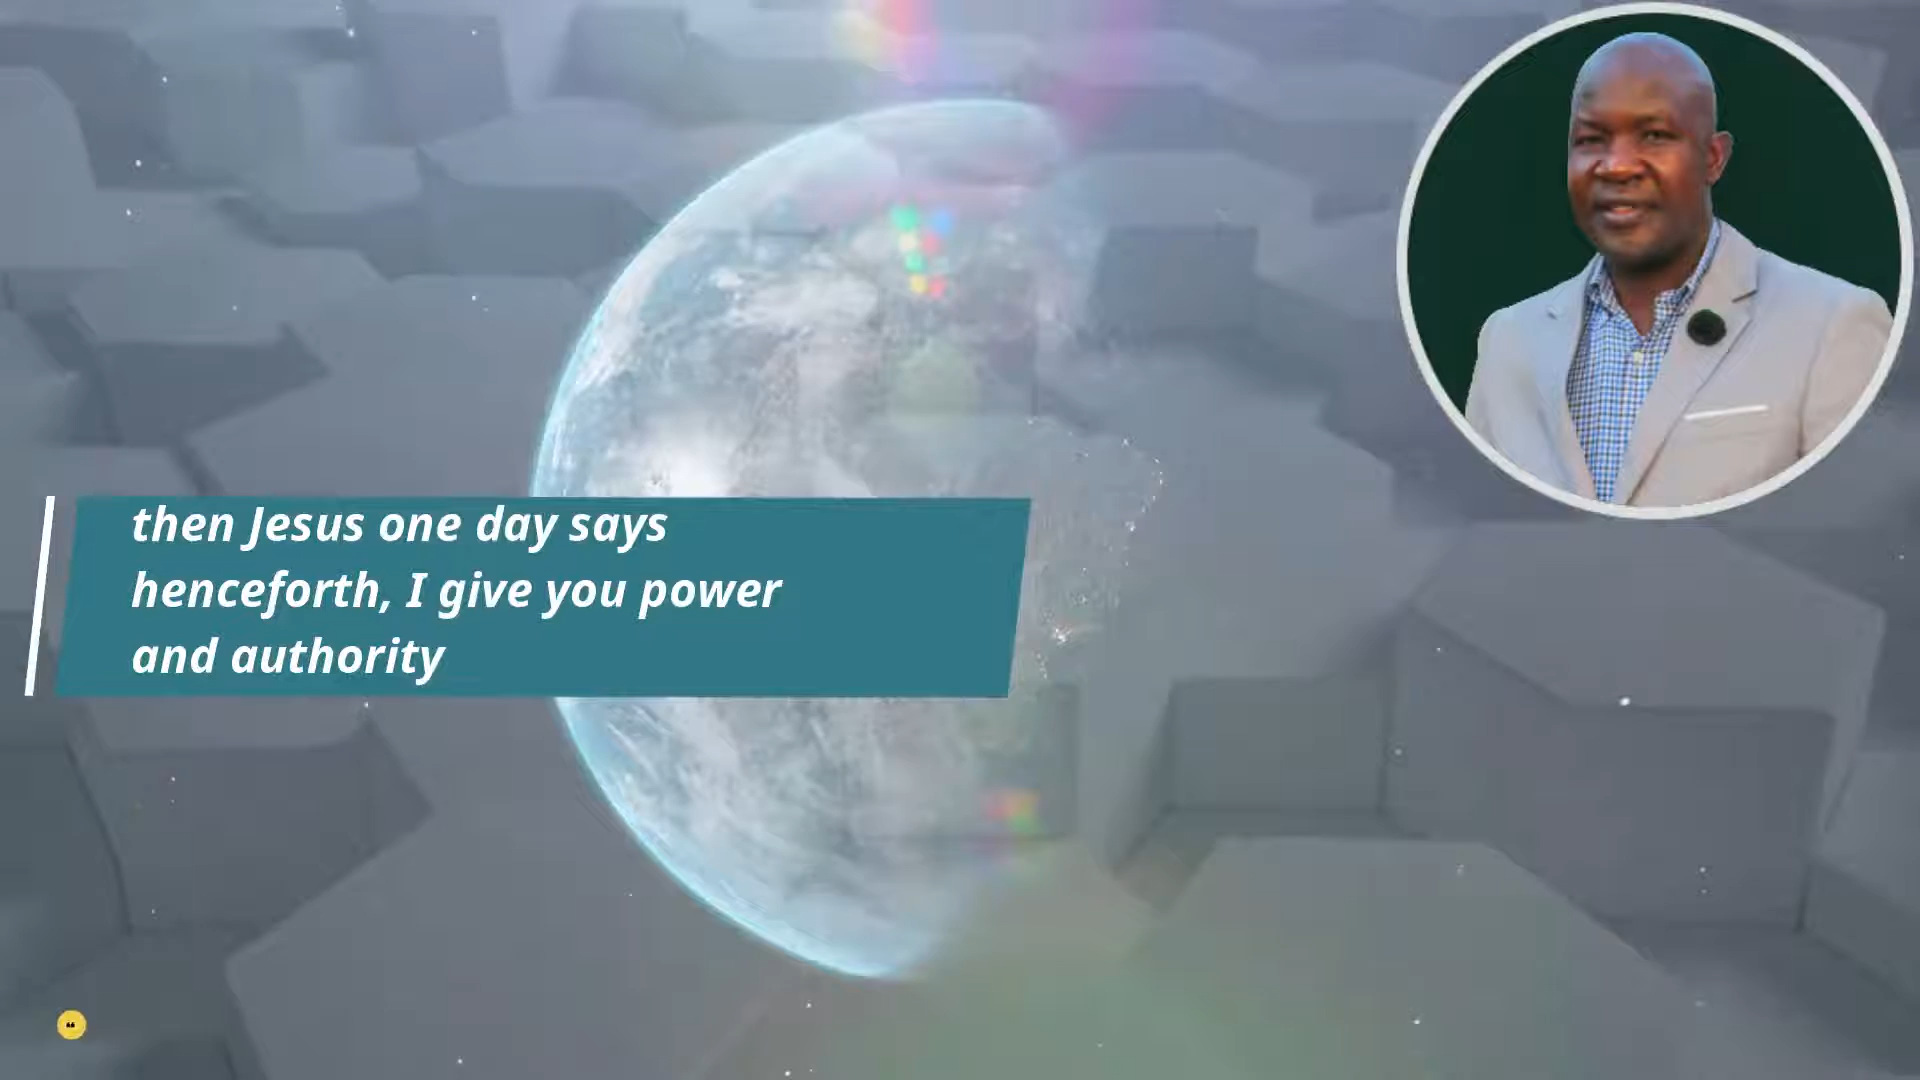 then Jesus one day says
henceforth, I give you power
and authority